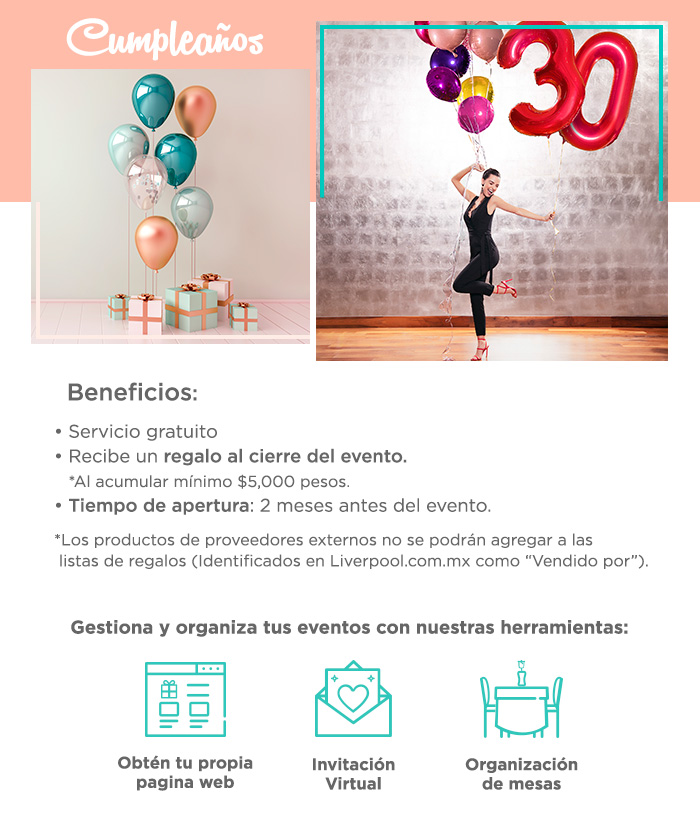 Cumpleaños
30
Beneficios:
• Servicio gratuito
• Recibe un regalo al cierre del evento.
*Al acumular mínimo $5,000 pesos.
• Tiempo de apertura: 2 meses antes del evento.
*Los productos de proveedores externos no se podrán agregar a las
listas de regalos (Identificados en Liverpool.com.mx como “Vendido por”).
Gestiona y organiza tus eventos con nuestras herramientas:
Obtén tu propia
pagina web
Invitación
Virtual
Organización
de mesas